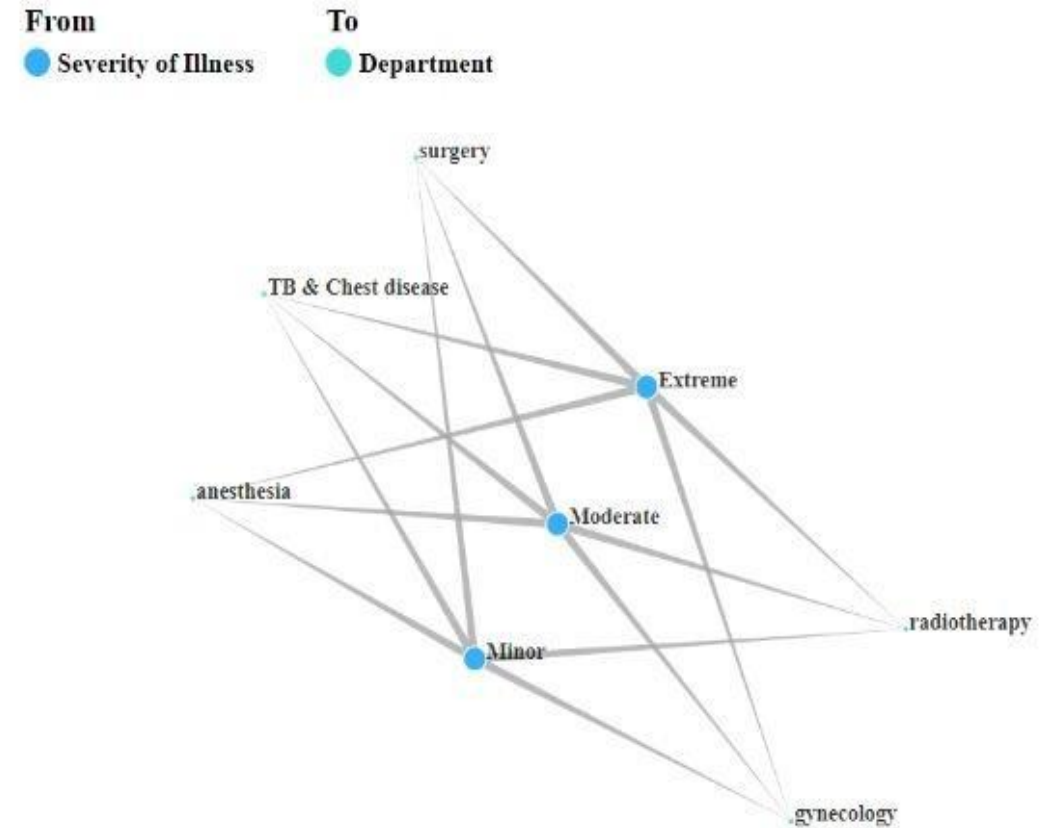 From To
Severity of Illness Department
surgery
TB & Chest disease
Extreme
anesthesia
Moderate
radiotherapy
Minor
gynecology